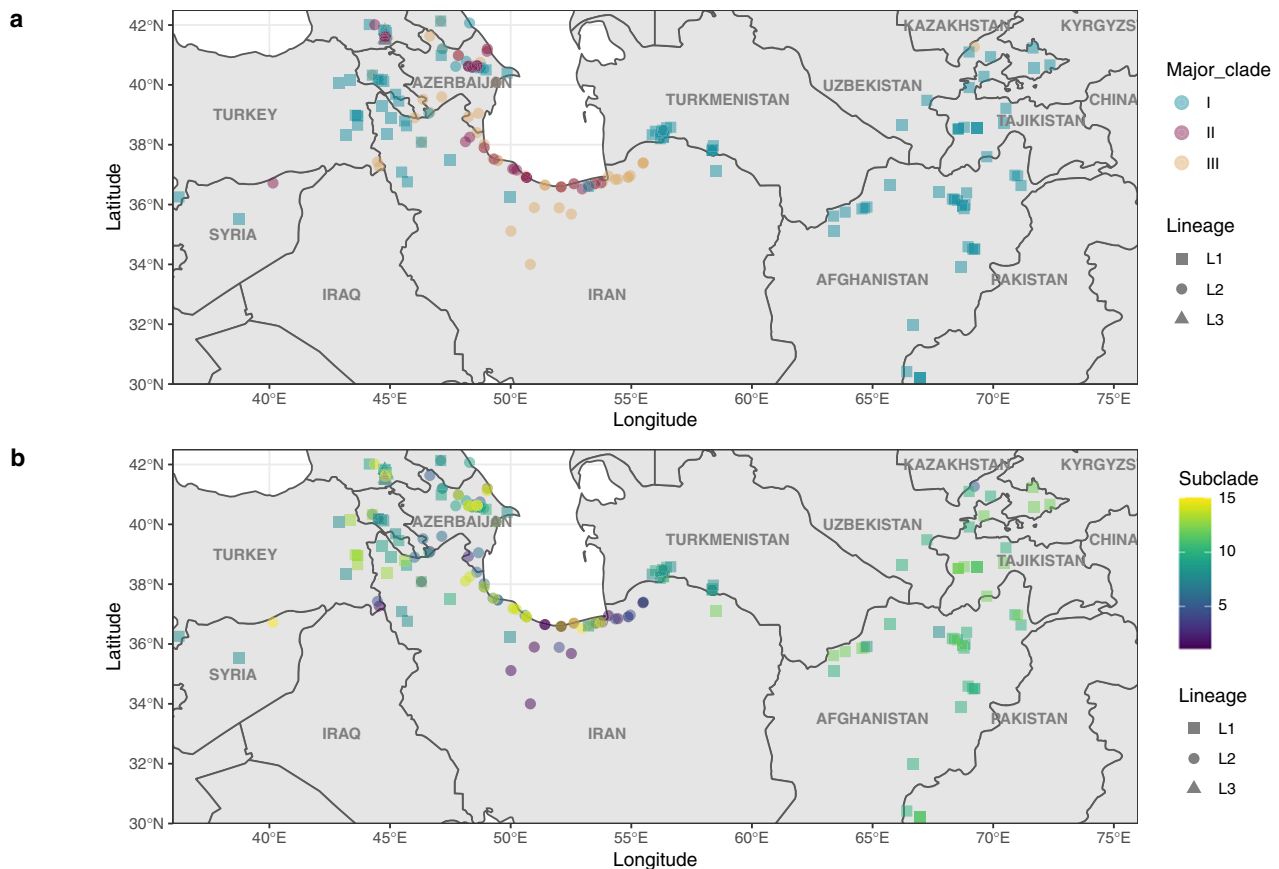 a
42°N
40°N
38°N
36°N
34°N
32°N
30°N
Latitude
KAZAKHSTAN
KYRGYZS
AZERBAIJAN
UZBEKISTAN
TURKEY
TURKMENISTAN
CHINA
TAJIKISTAN
SYRIA
IRAQ
IRAN
AFGHANISTAN
PAKISTAN
40°E
45°E
50°E
55°E
60°E
65°E
70°E
75°E
Longitude
Major_clade
I
II
III
Lineage
L1
L2
L3
b
42°N
40°N
38°N
36°N
34°N
32°N
30°N
Latitude
KAZAKHSTAN
KYRGYZS
AZERBAIJAN
UZBEKISTAN
TURKEY
TURKMENISTAN
CHINA
TAJIKISTAN
SYRIA
IRAQ
IRAN
AFGHANISTAN
PAKISTAN
40°E
45°E
50°E
55°E
60°E
65°E
70°E
75°E
Longitude
Subclade
15
10
5
Lineage
L1
L2
L3